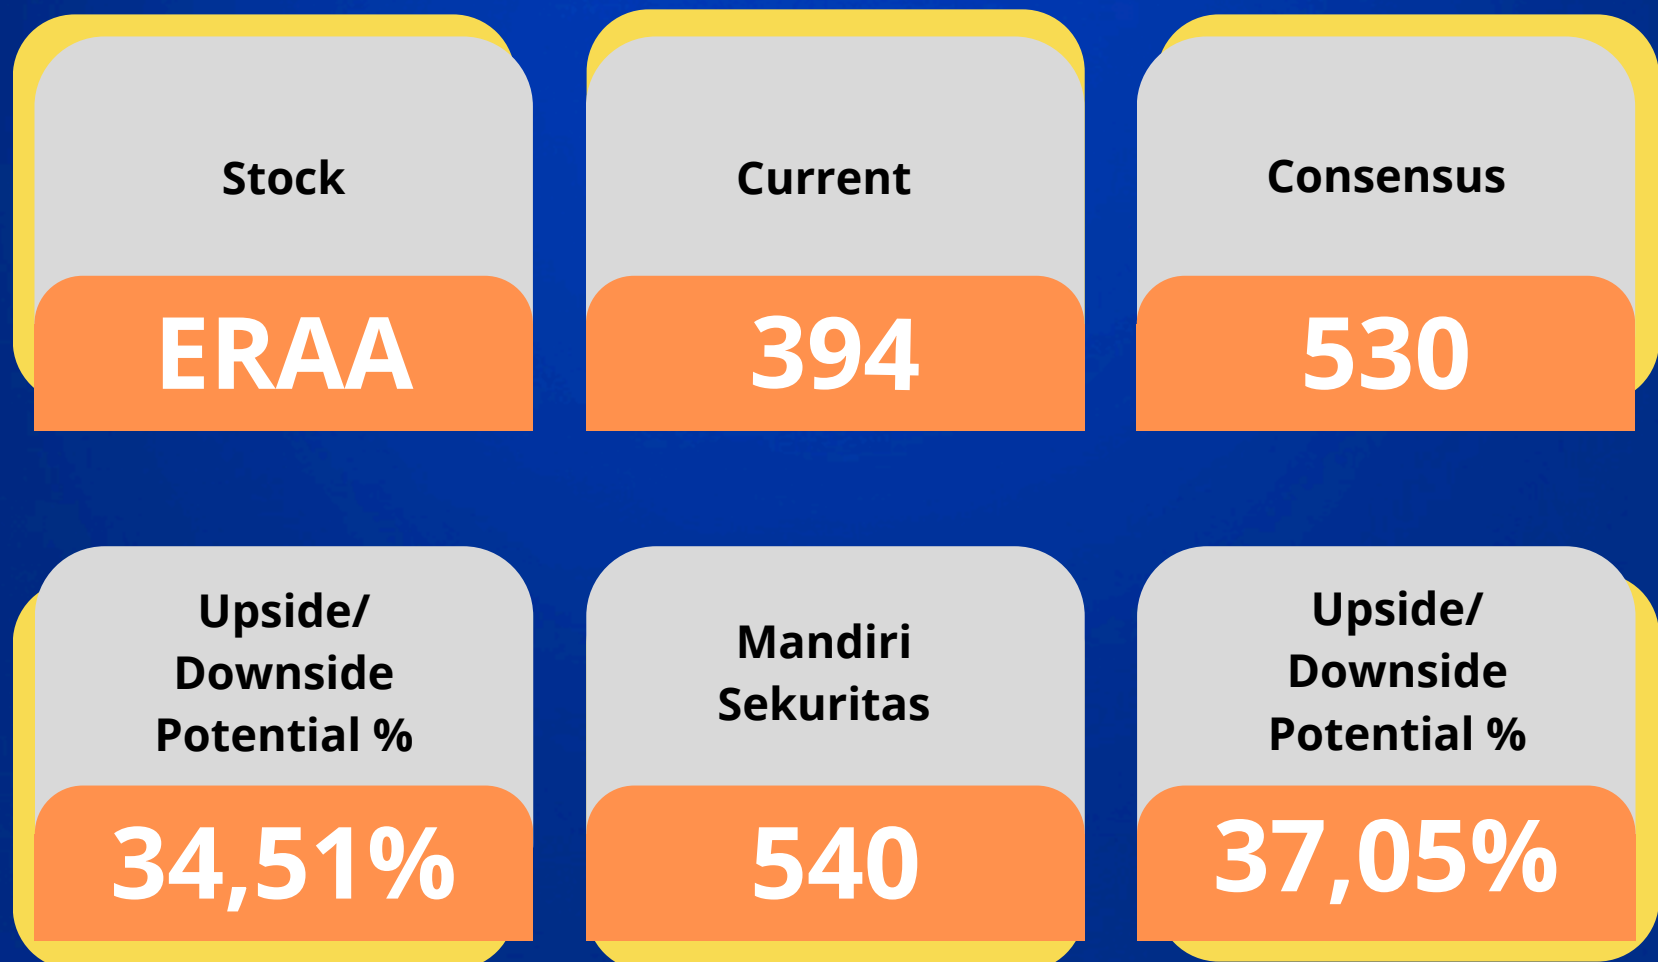 Stock
ERAA
Current
394
Consensus
530
Upside/
Downside
Potential %
34,51%
Mandiri
Sekuritas
540
Upside/
Downside
Potential %
37,05%